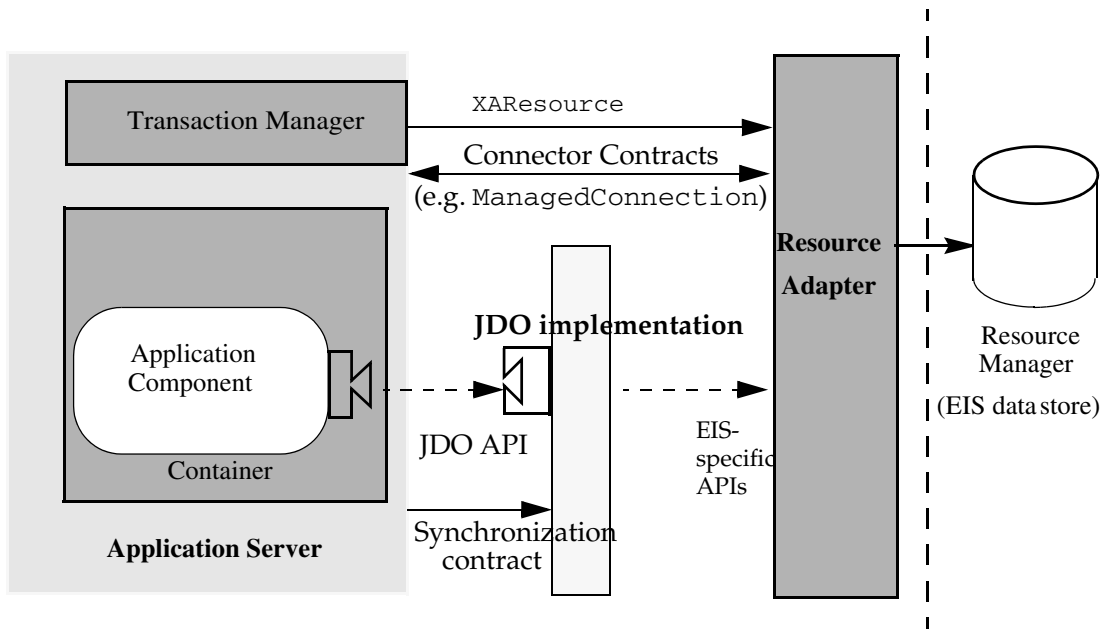 Transaction Manager
XAResource
Connector Contracts
(e.g. ManagedConnection)
Resource
Adapter
JDO implementation
Application
Component
Container
JDO API
EIS-
specific
APIs
Synchronization
contract
Application Server
Resource
Manager
(EIS data store)